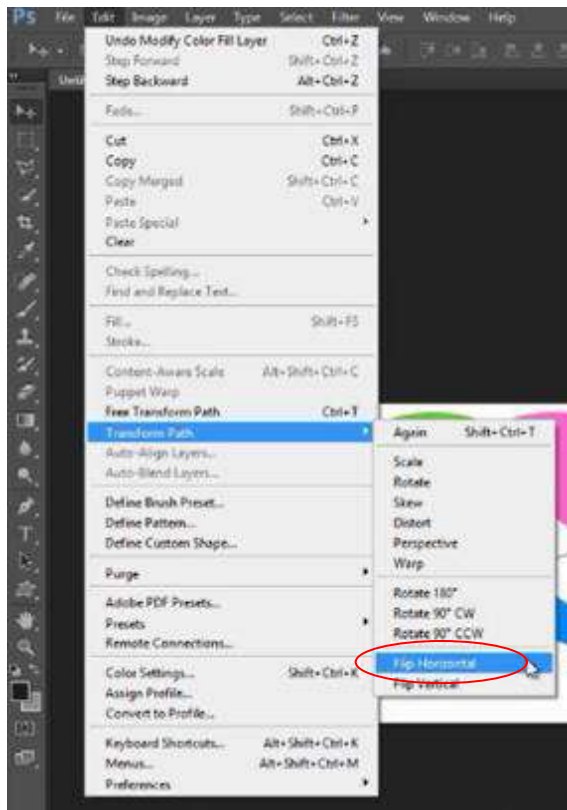 Ps File Edit Image Layer Type Select Filter View Window Help
Undo Modify Color Fill Layer Ctrl+Z
Step Forward Shift+Ctrl+Z
Step Backward Alt+Ctrl+Z
Fade... Shift+Ctrl+F
Cut Ctrl+X
Copy Ctrl+C
Copy Merged Shift+Ctrl+C
Paste Ctrl+V
Paste Special
Clear
Check Spelling...
Find and Replace Text...
Fill... Shift+F5
Stroke...
Content-Aware Scale Alt+Shift+Ctrl+C
Puppet Warp
Free Transform Path Ctrl+T
Transform Path
Auto-Align Layers...
Auto-Blend Layers...
Define Brush Preset...
Define Pattern...
Define Custom Shape...
Purge
Adobe PDF Presets...
Presets
Remote Connections...
Color Settings... Shift+Ctrl+K
Assign Profile...
Convert to Profile...
Keyboard Shortcuts... Alt+Shift+Ctrl+K
Menus... Alt+Shift+Ctrl+M
Preferences
Again Shift+Ctrl+T
Scale
Rotate
Skew
Distort
Perspective
Warp
Rotate 180°
Rotate 90° CW
Rotate 90° CCW
Flip Horizontal
Flip Vertical